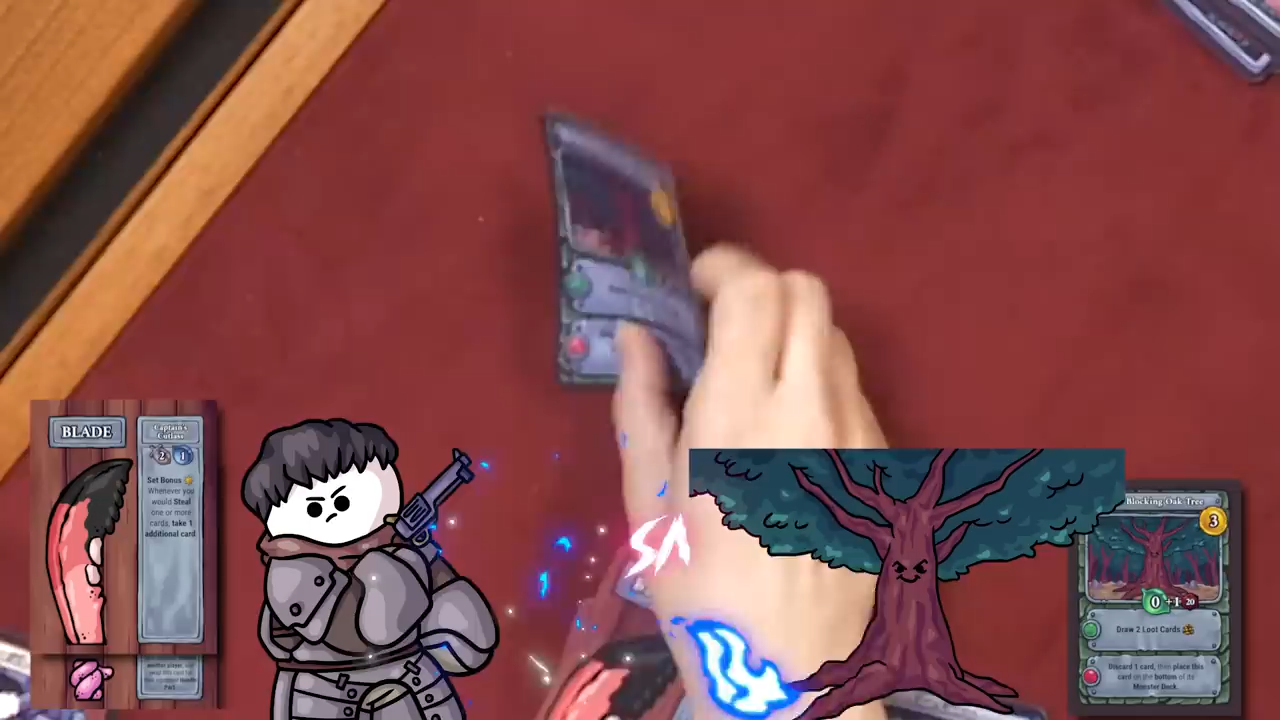 BLADE
Captain's
Cutlass
2 1
Set Bonus
Whenever you
would Steal
one or more
cards, take 1
additional card
another player,
Blocking Oak Tree
3
0 +1 20
Draw 2 Loot Cards
Discard 1 card, then place this
card on the bottom of its
Monster Deck.